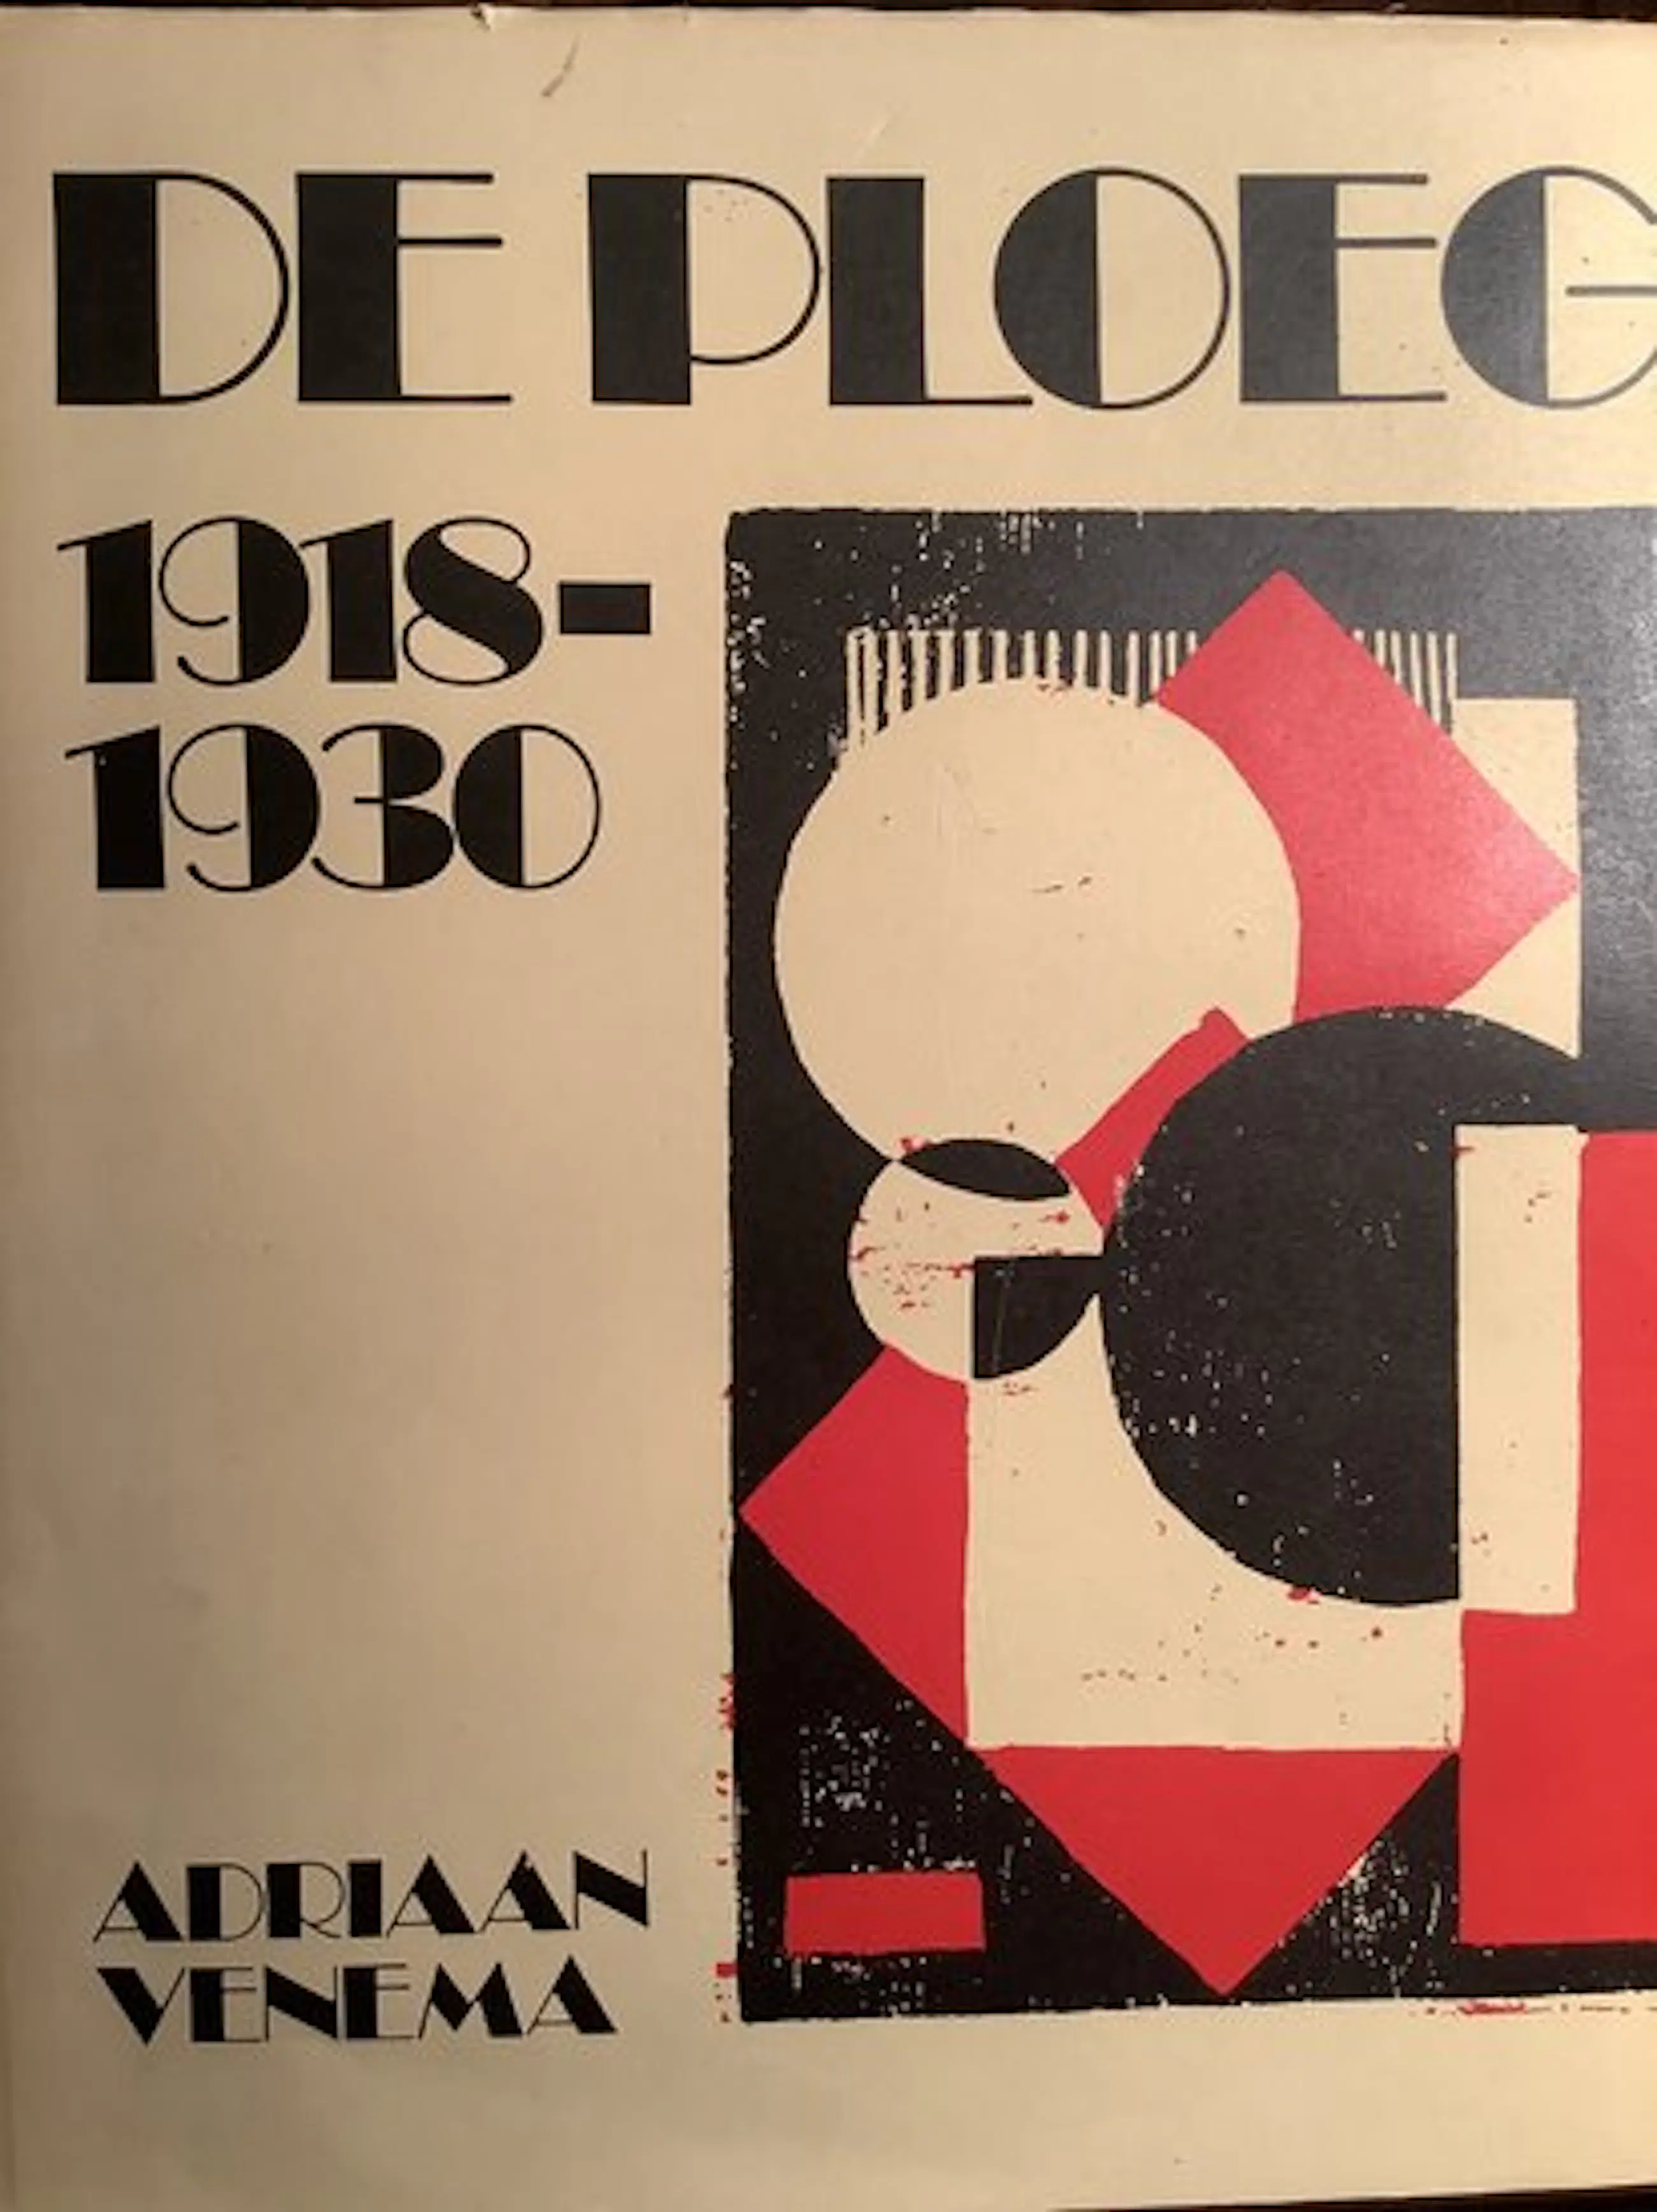 DE PLOEG
1918-
1930
ADRIAAN
VENEMA